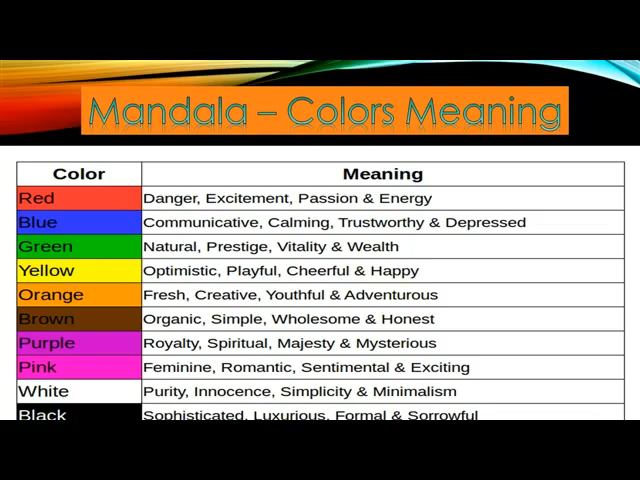 Mandala – Colors Meaning
Color Meaning
Red Danger, Excitement, Passion & Energy
Blue Communicative, Calming, Trustworthy & Depressed
Green Natural, Prestige, Vitality & Wealth
Yellow Optimistic, Playful, Cheerful & Happy
Orange Fresh, Creative, Youthful & Adventurous
Brown Organic, Simple, Wholesome & Honest
Purple Royalty, Spiritual, Majesty & Mysterious
Pink Feminine, Romantic, Sentimental & Exciting
White Purity, Innocence, Simplicity & Minimalism
Black Sophisticated, Luxurious, Formal & Sorrowful